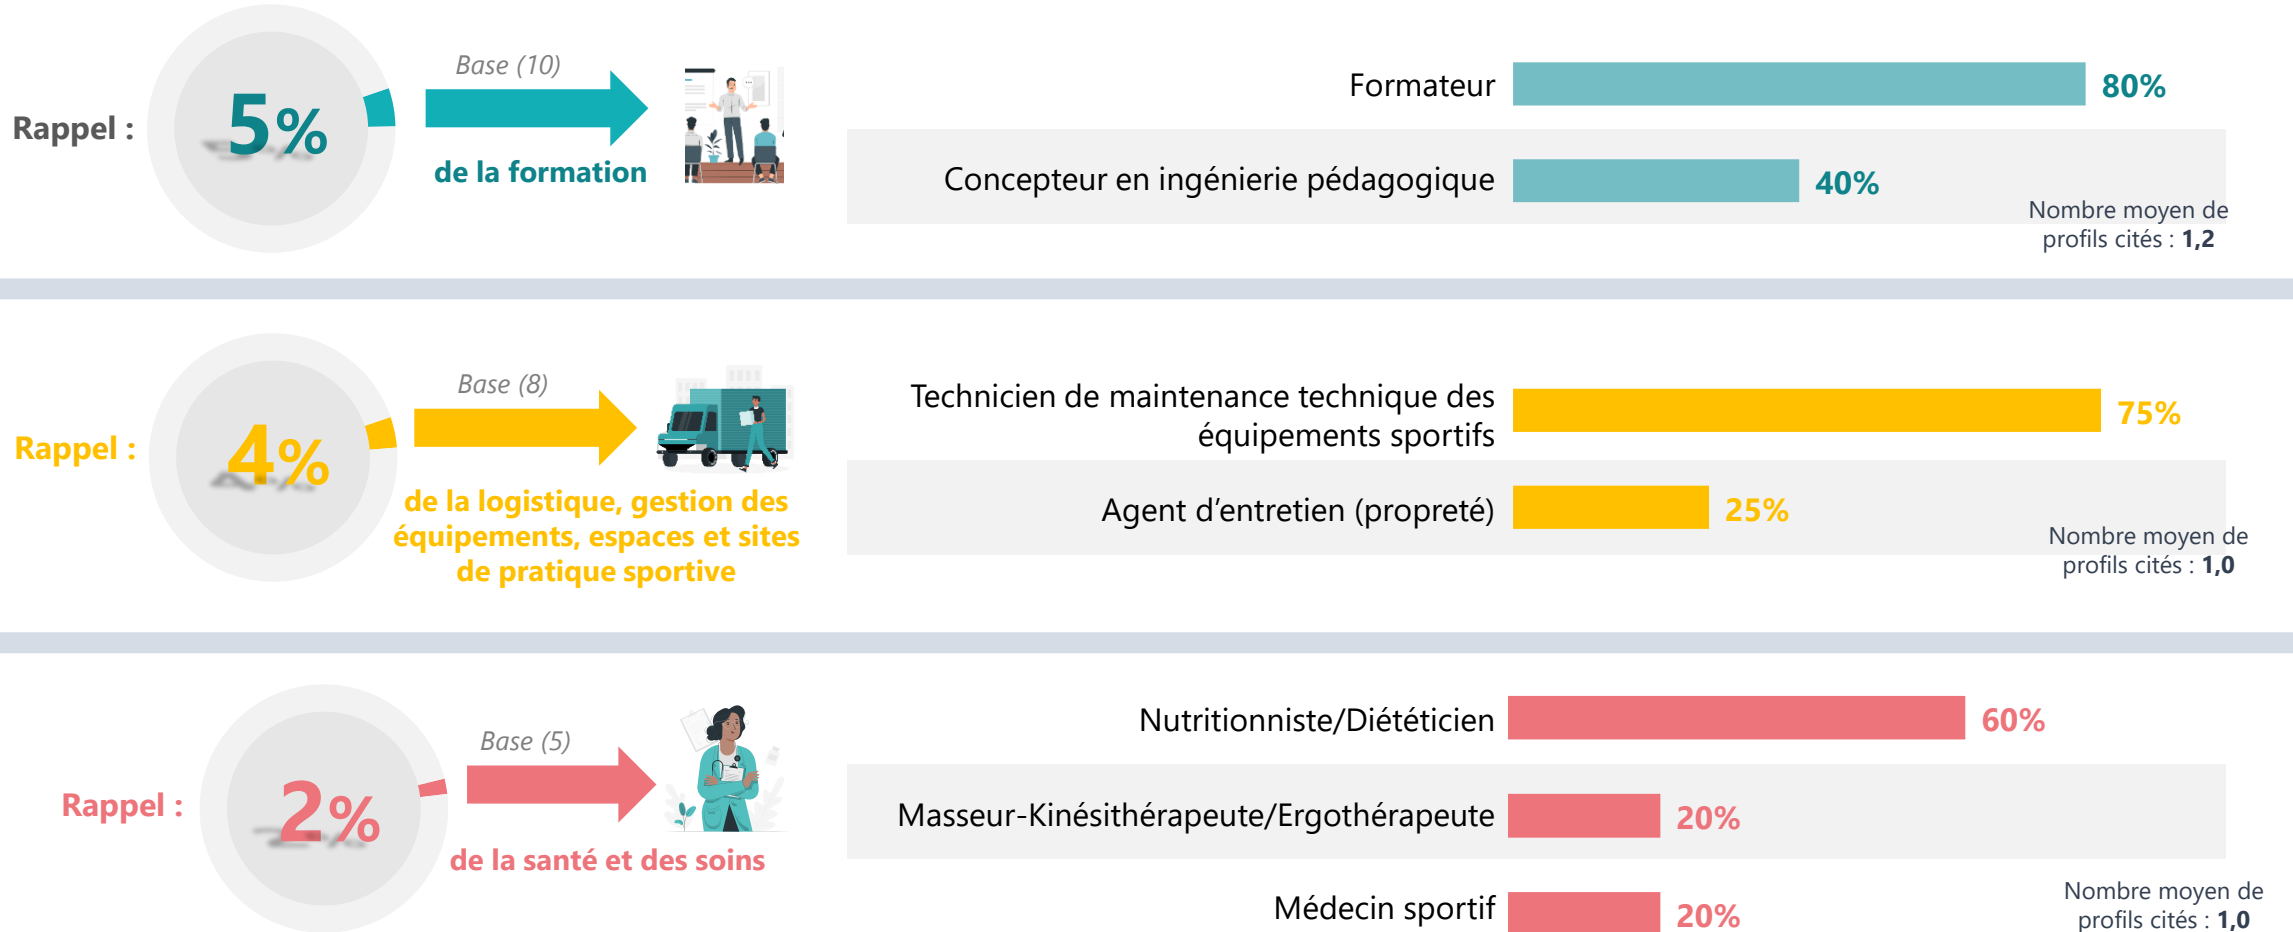 Rappel :
5%
Base (10)
de la formation
Formateur
80%
Concepteur en ingénierie pédagogique
40%
Nombre moyen de
profils cités : 1,2
Rappel :
4%
Base (8)
de la logistique, gestion des
équipements, espaces et sites
de pratique sportive
Technicien de maintenance technique des
équipements sportifs
75%
Agent d’entretien (propreté)
25%
Nombre moyen de
profils cités : 1,0
Rappel :
2%
Base (5)
de la santé et des soins
Nutritionniste/Diététicien
60%
Masseur-Kinésithérapeute/Ergothérapeute
20%
Médecin sportif
20%
Nombre moyen de
profils cités : 1,0